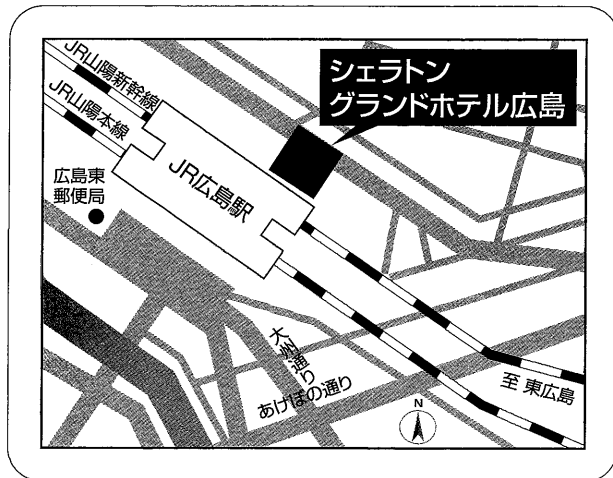 JR山陽新幹線
JR山陽本線
シェラトン
グランドホテル広島
広島東
郵便局
JR広島駅
大州通り
あけぼの通り
至 東広島
N